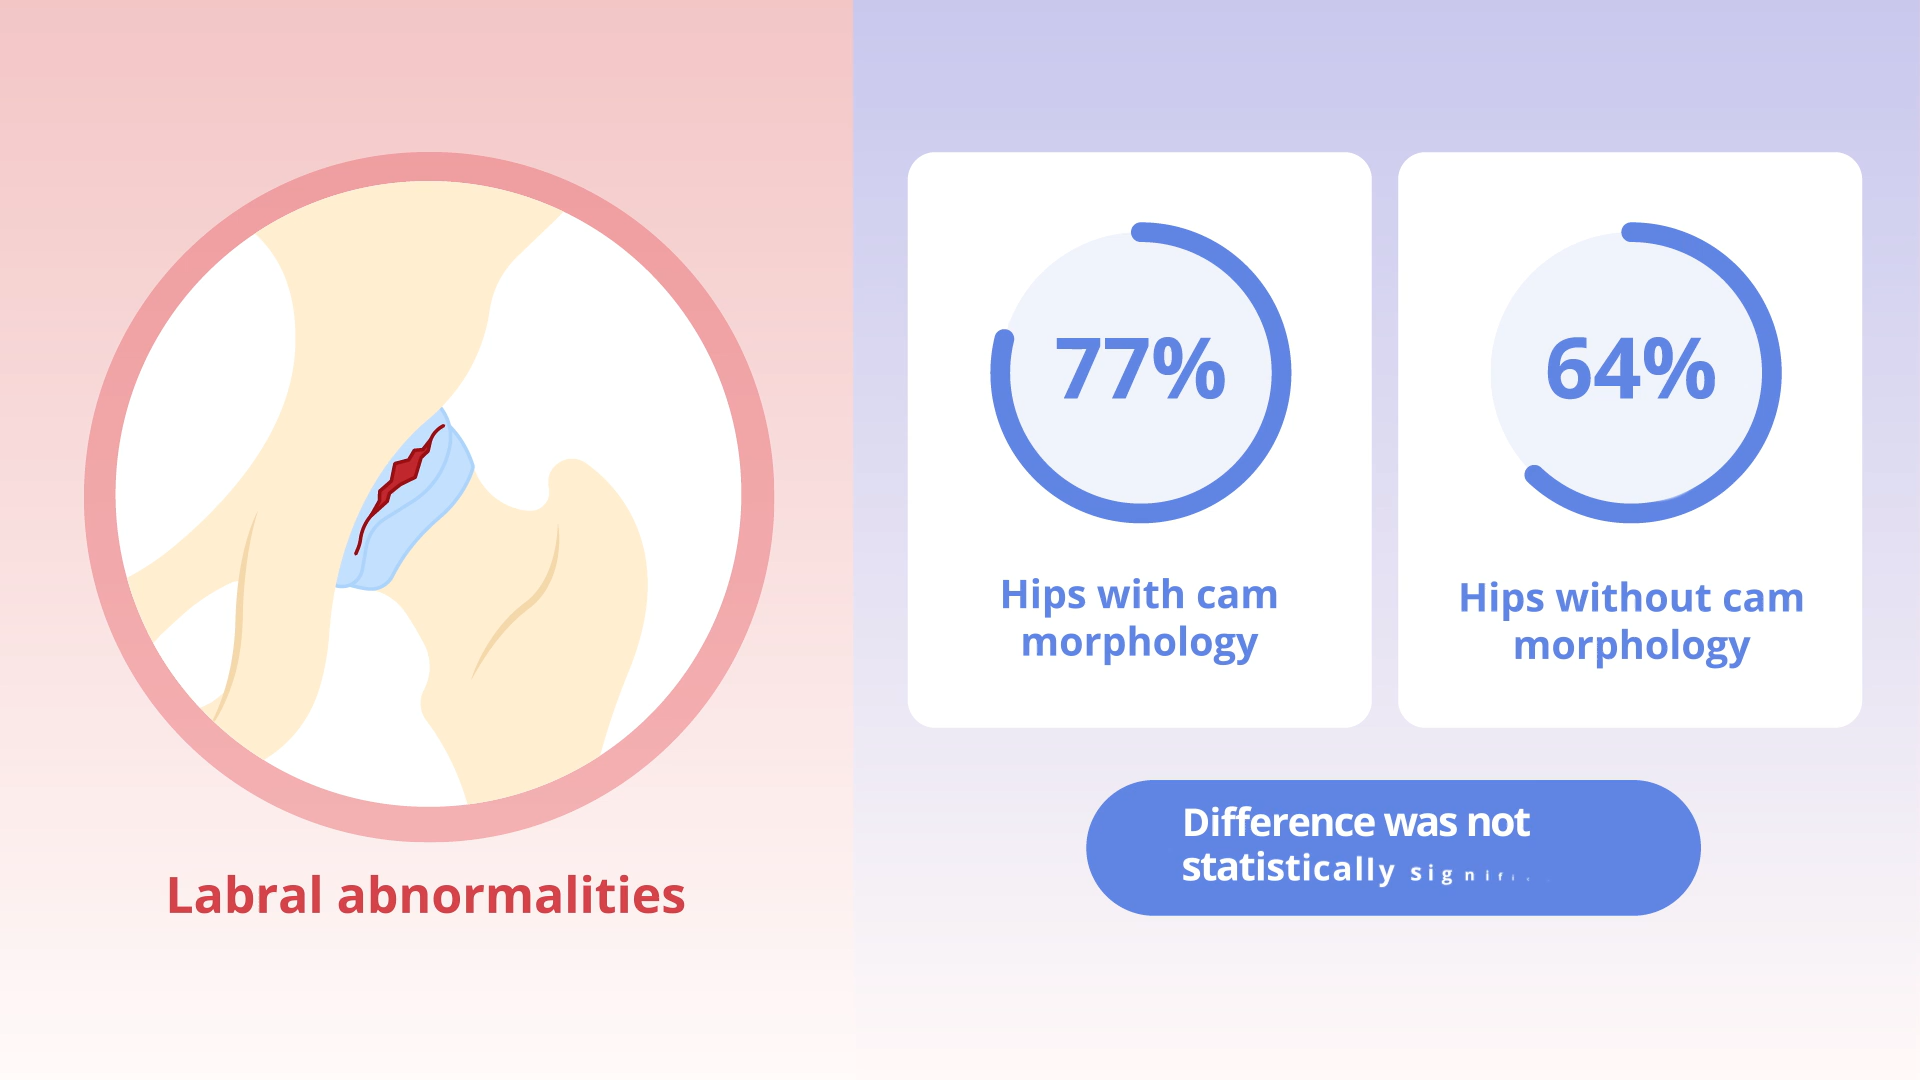 77%
Hips with cam
morphology
64%
Hips without cam
morphology
Difference was not
statistically
Labral abnormalities